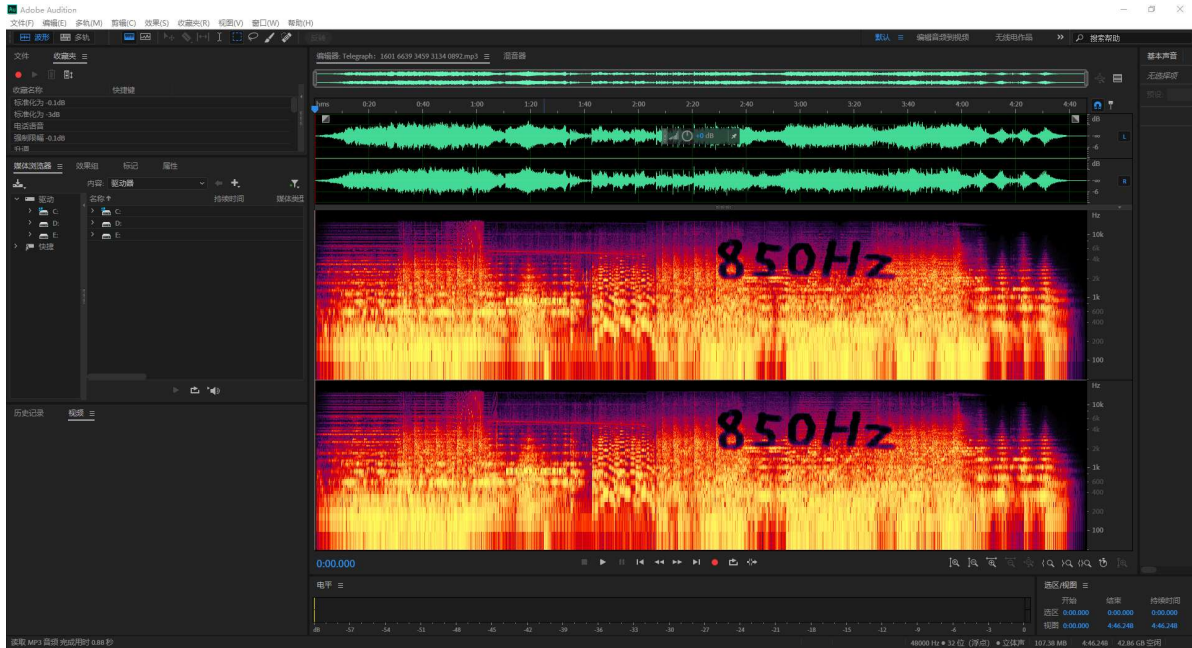 Adobe Audition
文件(F) 编辑(E) 多轨(M) 剪辑(C) 效果(S) 收藏夹(R) 视图(V) 窗口(W) 帮助(H)
波形 多轨 默认 编辑音频到视频 无线电作品 搜索帮助
文件 收藏夹
收藏名称 快捷键
标准化为 -0.1dB
标准化为 -3dB
电话语音
强制限幅 -0.1dB
媒体浏览器 效果组 标记 属性
内容: 驱动器
驱动 名称 持续时间 媒体类型
C: C:
D: D:
E: E:
快捷
历史记录 视频
编辑器: Telegraph: 1601 6639 3459 3134 0892.mp3 混音器
hms 0:20 0:40 1:00 1:20 1:40 2:00 2:20 2:40 3:00 3:20 3:40 4:00 4:20 4:40
dB
+0 dB
-∞ L
-6
dB
-∞ R
-6
Hz
10k
6k
4k
2k
1k
600
400
200
100
850Hz
Hz
10k
6k
4k
2k
1k
600
400
200
100
850Hz
0:00.000
电平
dB -57 -54 -51 -48 -45 -42 -39 -36 -33 -30 -27 -24 -21 -18 -15 -12 -9 -6 -3 0
基本声音
无选择项
选区/视图
开始 结束 持续时间
选区 0:00.000 0:00.000 0:00.000
视图 0:00.000 4:46.248 4:46.248
读取 MP3 音频 完成用时 0.88 秒
48000 Hz ● 32 位 (浮点) ● 立体声 107.38 MB 4:46.248 42.86 GB 空闲